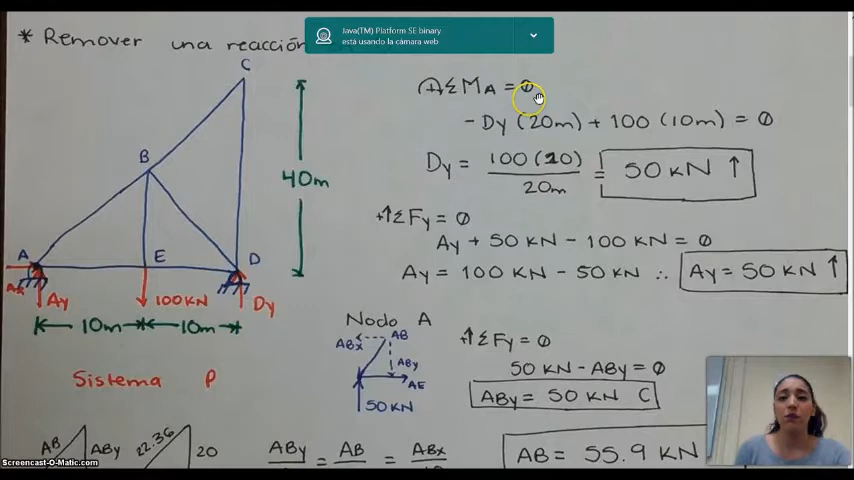 * Remover una reacción
Java(TM) Platform SE binary
está usando la cámara web
C
B
A
E
D
40m
Ax
Ay
100KN
Dy
10m
10m
Sistema P
+ΣMA = 0
- Dy (20m) + 100 (10m) = 0
Dy = 100 (10) / 20m = 50 KN ↑
+↑ΣFy = 0
Ay + 50 KN - 100 KN = 0
Ay = 100 KN - 50 KN ∴ Ay = 50 KN ↑
Nodo A
ABx
AB
ABy
AE
50 KN
+↑ΣFy = 0
50 KN - ABy = 0
ABy = 50 KN C
AB
ABy
22.36
20
ABy = AB = ABx
AB = 55.9 KN
Screencast-O-Matic.com